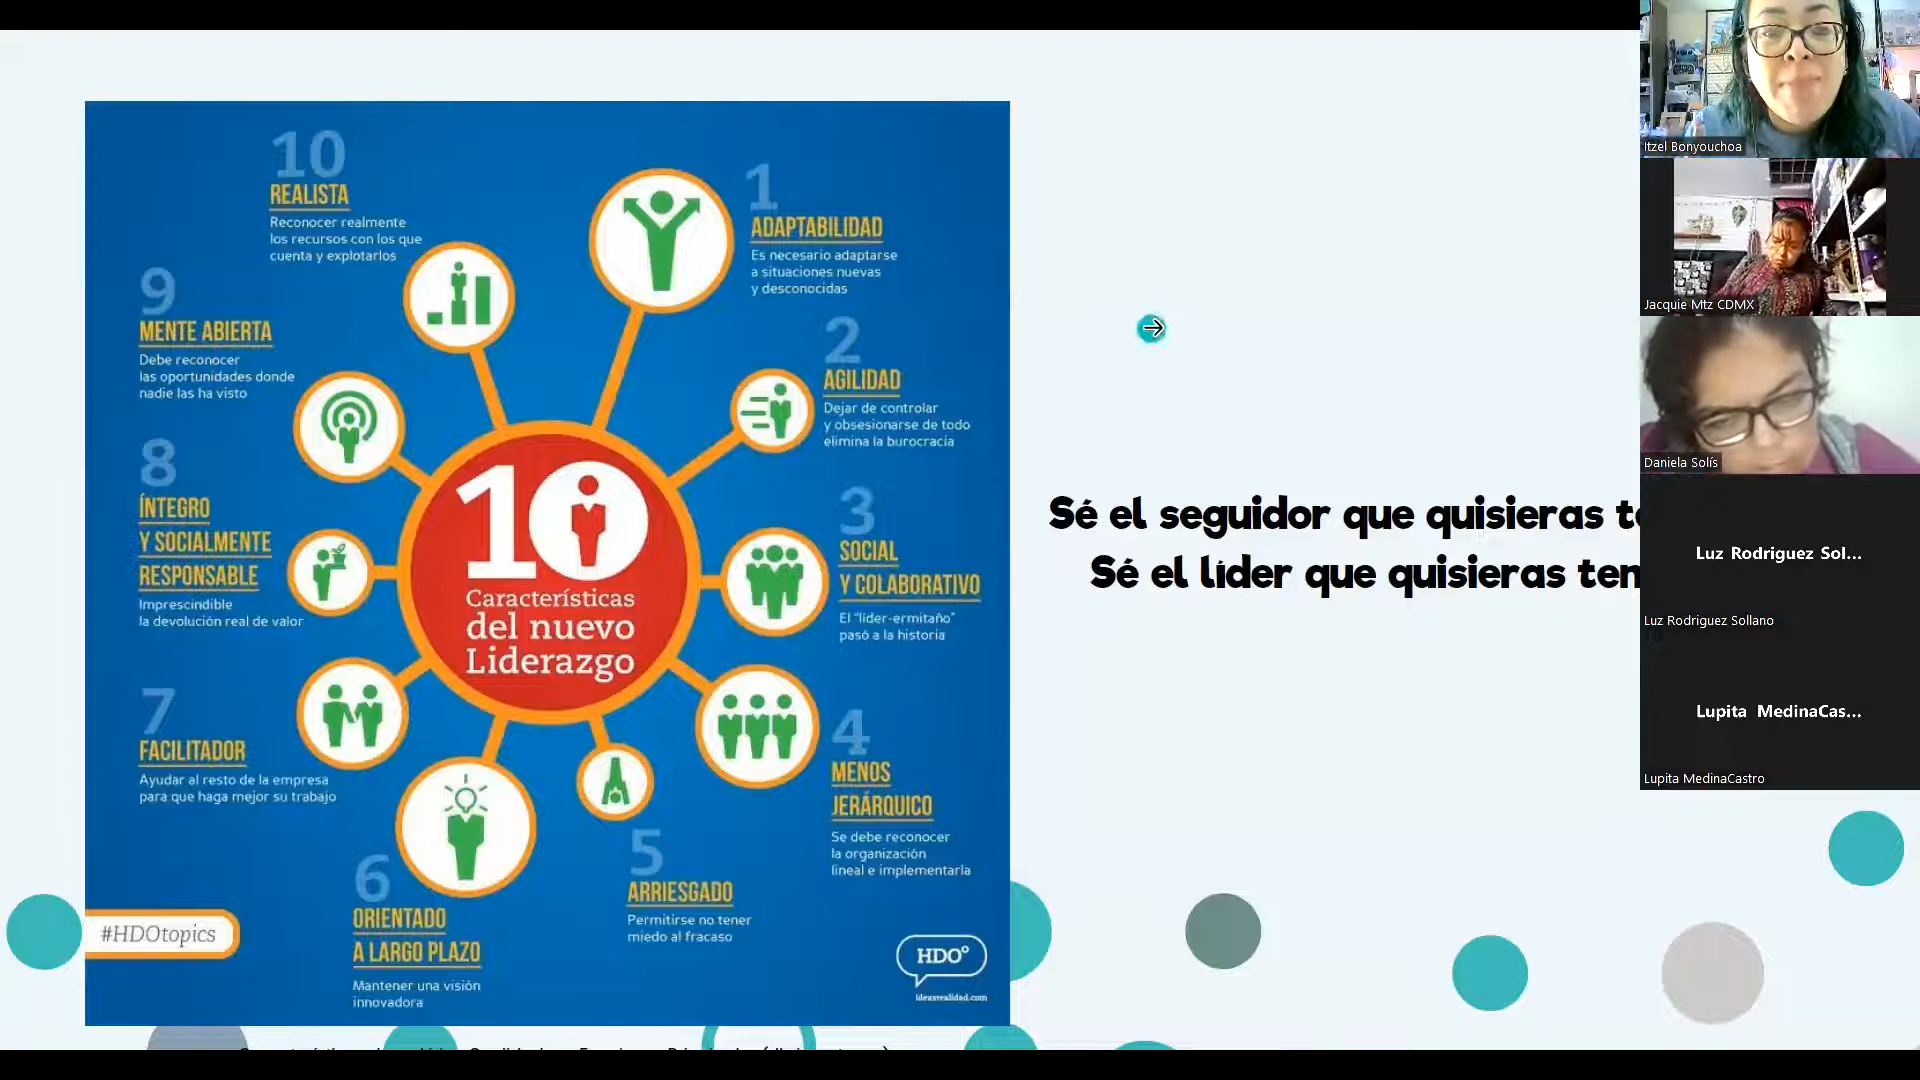 10
REALISTA
Reconocer realmente
los recursos con los que
cuenta y explotarlos
1
ADAPTABILIDAD
Es necesario adaptarse
a situaciones nuevas
y desconocidas
9
MENTE ABIERTA
Debe reconocer
las oportunidades donde
nadie las ha visto
2
AGILIDAD
Dejar de controlar
y obsesionarse de todo
elimina la burocracia
8
ÍNTEGRO
Y SOCIALMENTE
RESPONSABLE
Imprescindible
la devolución real de valor
10
Características
del nuevo
Liderazgo
3
SOCIAL
Y COLABORATIVO
El "líder-ermitaño"
pasó a la historia
7
FACILITADOR
Ayudar al resto de la empresa
para que haga mejor su trabajo
4
MENOS
JERÁRQUICO
Se debe reconocer
la organización
lineal e implementarla
6
ORIENTADO
A LARGO PLAZO
Mantener una visión
innovadora
5
ARRIESGADO
Permitirse no tener
miedo al fracaso
#HDOtopics
HDO°
ideasrealidad.com
Sé el seguidor que quisieras
Sé el líder que quisieras
Itzel Bonyouchoa
Jacquie Mtz CDMX
Daniela Solís
Luz Rodriguez Sol...
Luz Rodriguez Sollano
Lupita MedinaCas...
Lupita MedinaCastro